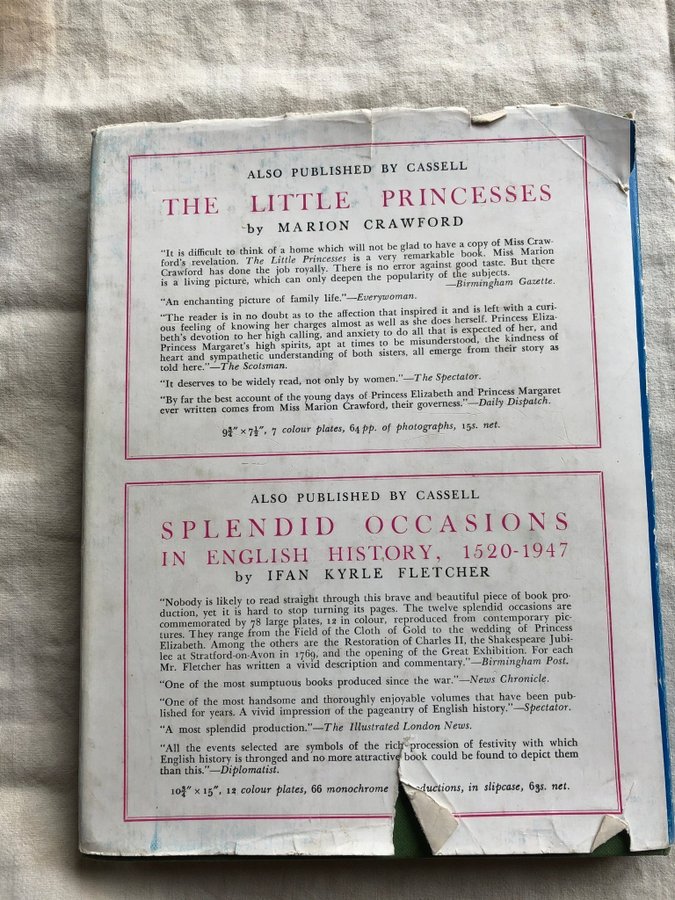 ALSO PUBLISHED BY CASSELL
THE LITTLE PRINCESSES
by MARION CRAWFORD
“It is difficult to think of a home which will not be glad to have a copy of Miss Craw-
ford’s revelation. The Little Princesses is a very remarkable book. Miss Marion
Crawford has done the job royally. There is no error against good taste. But there
is a living picture, which can only deepen the popularity of the subjects.
—Birmingham Gazette.
“An enchanting picture of family life.”—Everywoman.
“The reader is in no doubt as to the affection that inspired it and is left with a curi-
ous feeling of knowing her charges almost as well as she does herself. Princess Eliza-
beth’s devotion to her high calling, and anxiety to do all that is expected of her, and
Princess Margaret’s high spirits, apt at times to be misunderstood, the kindness of
heart and sympathetic understanding of both sisters, all emerge from their story as
told here.”—The Scotsman.
“It deserves to be widely read, not only by women.”—The Spectator.
“By far the best account of the young days of Princess Elizabeth and Princess Margaret
ever written comes from Miss Marion Crawford, their governess.”—Daily Dispatch.
9¾″ × 7½″, 7 colour plates, 64 pp. of photographs, 15s. net.
ALSO PUBLISHED BY CASSELL
SPLENDID OCCASIONS
IN ENGLISH HISTORY, 1520-1947
by IFAN KYRLE FLETCHER
“Nobody is likely to read straight through this brave and beautiful piece of book pro-
duction, yet it is hard to stop turning its pages. The twelve splendid occasions are
commemorated by 78 large plates, 12 in colour, reproduced from contemporary pic-
tures. They range from the Field of the Cloth of Gold to the wedding of Princess
Elizabeth. Among the others are the Restoration of Charles II, the Shakespeare Jubi-
lee at Stratford-on-Avon in 1769, and the opening of the Great Exhibition. For each
Mr. Fletcher has written a vivid description and commentary.”—Birmingham Post.
“One of the most sumptuous books produced since the war.”—News Chronicle.
“One of the most handsome and thoroughly enjoyable volumes that have been pub-
lished for years. A vivid impression of the pageantry of English history.”—Spectator.
“A most splendid production.”—The Illustrated London News.
“All the events selected are symbols of the rich procession of festivity with which
English history is thronged and no more attractive book could be found to depict them
than this.”—Diplomatist.
10¾″ × 15″, 12 colour plates, 66 monochrome ductions, in slipcase, 63s. net.